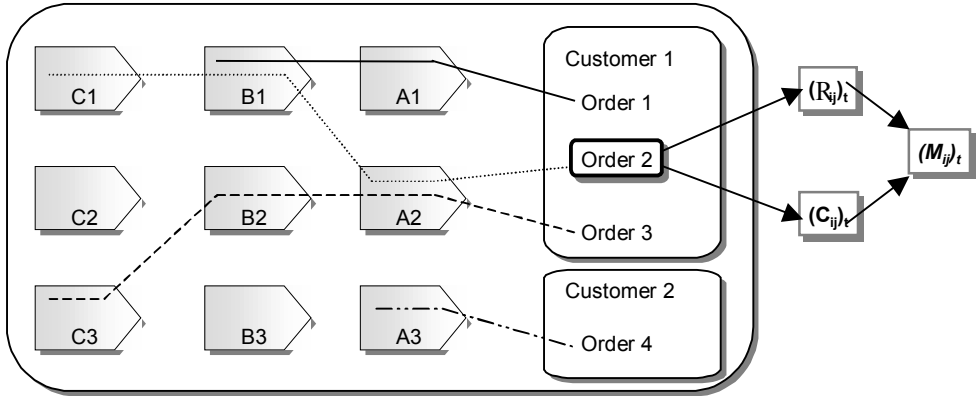 C1
B1
A1
Customer 1
Order 1
Order 2
Order 3
C2
B2
A2
C3
B3
A3
Customer 2
Order 4
(Rij)t
(Cij)t
(Mij)t